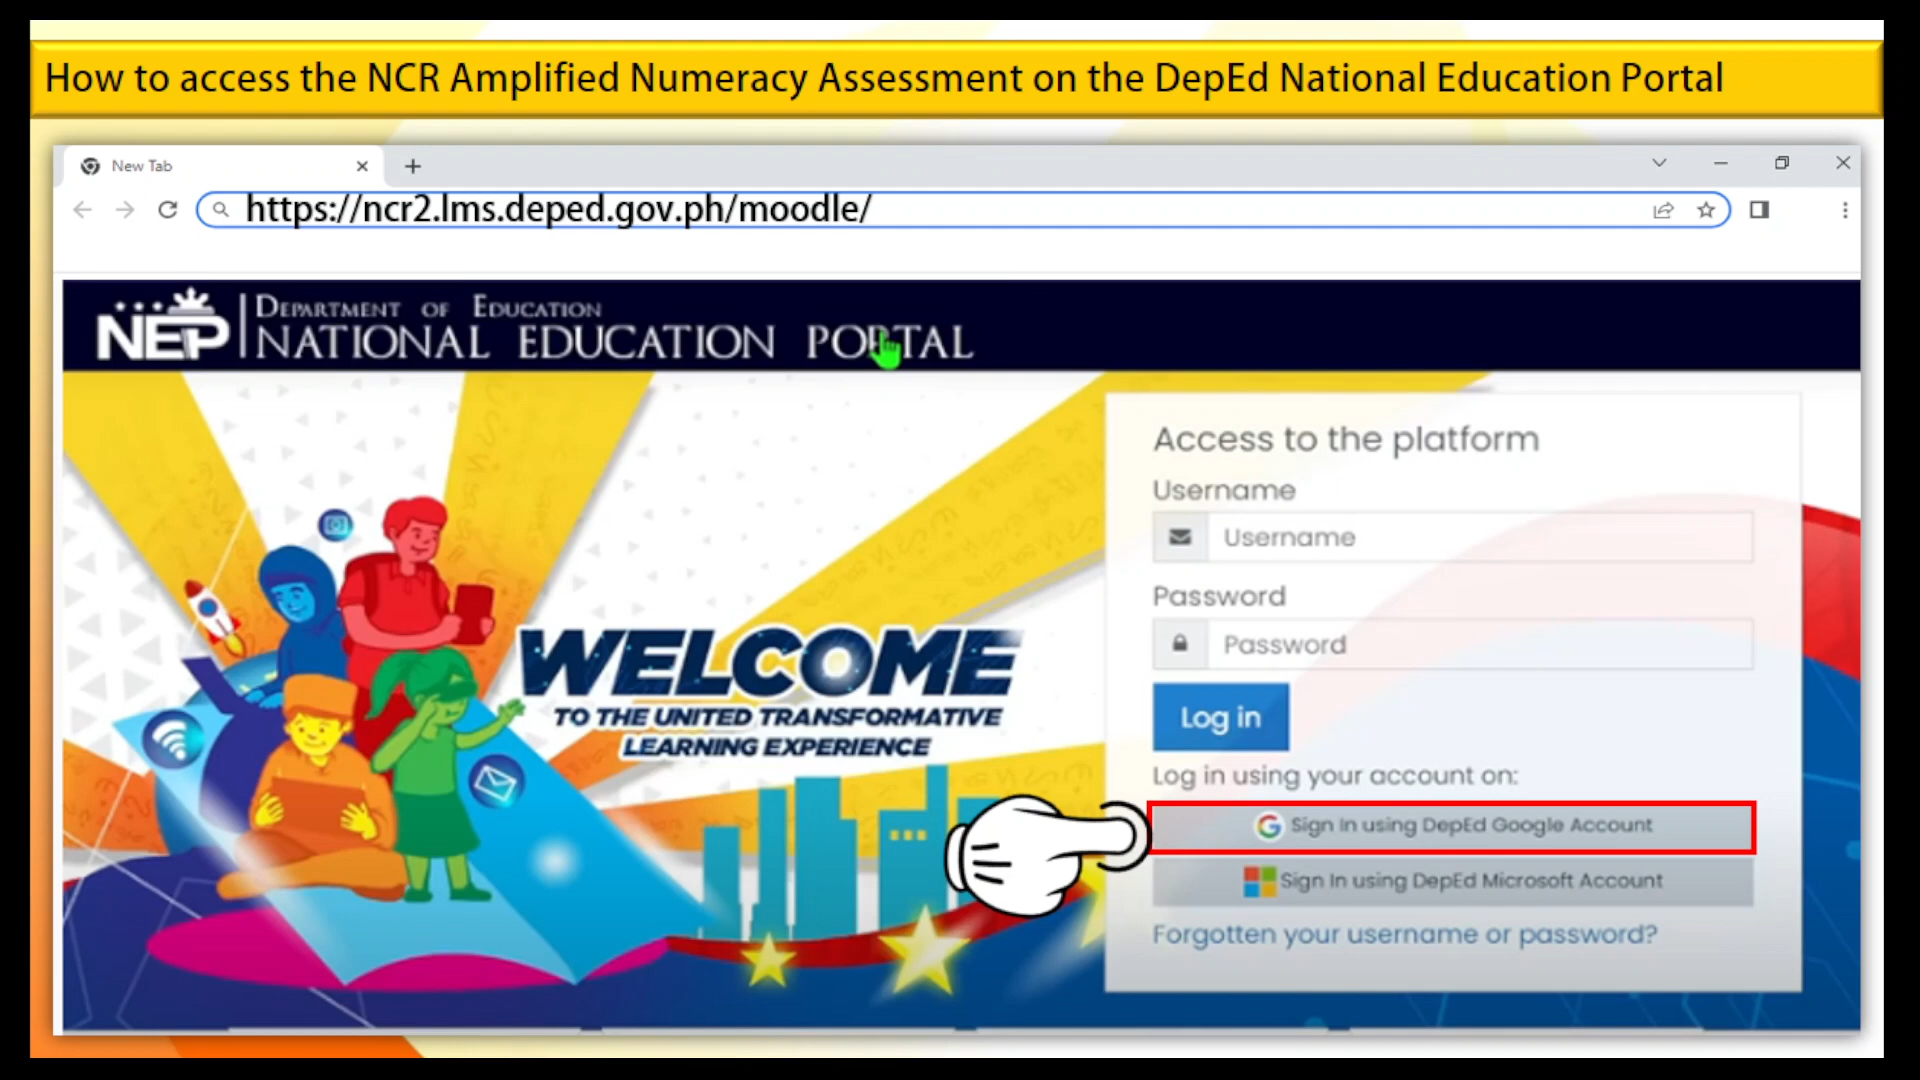 How to access the NCR Amplified Numeracy Assessment on the DepEd National Education Portal
New Tab
https://ncr2.lms.deped.gov.ph/moodle/
NEP
DEPARTMENT OF EDUCATION
NATIONAL EDUCATION PORTAL
WELCOME
TO THE UNITED TRANSFORMATIVE
LEARNING EXPERIENCE
Access to the platform
Username
Username
Password
Password
Log in
Log in using your account on:
Sign In using DepEd Google Account
Sign In using DepEd Microsoft Account
Forgotten your username or password?